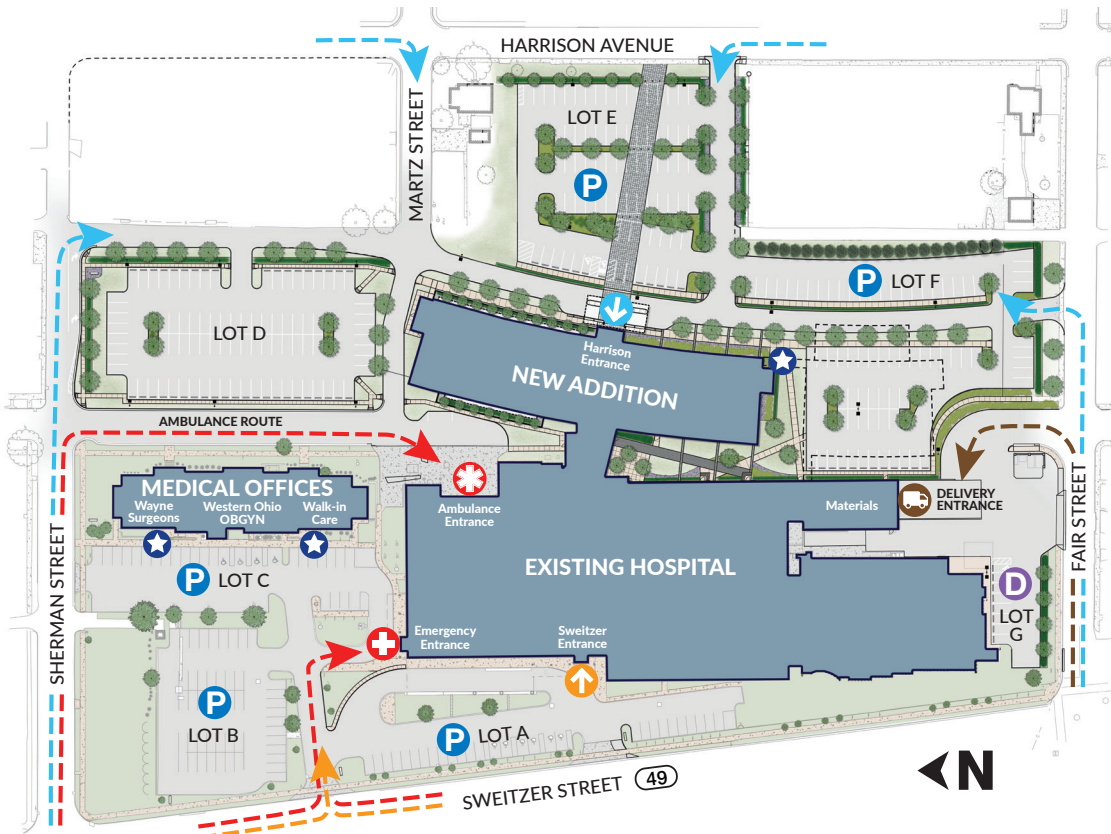 HARRISON AVENUE
MARTZ STREET
LOT E
P
P
LOT F
LOT D
Harrison
Entrance
NEW ADDITION
AMBULANCE ROUTE
MEDICAL OFFICES
Wayne
Surgeons
Western Ohio
OBGYN
Walk-in
Care
Ambulance
Entrance
Materials
DELIVERY
ENTRANCE
P
LOT C
EXISTING HOSPITAL
D
LOT
G
SHERMAN STREET
FAIR STREET
Emergency
Entrance
Sweitzer
Entrance
P
LOT B
P
LOT A
SWEITZER STREET
49
N